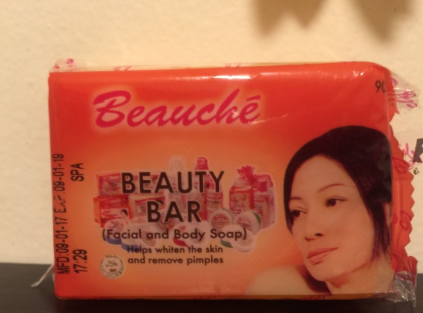 Beauché
90
BEAUTY
BAR
(Facial and Body Soap)
Helps whiten the skin
and remove pimples
MFD 09-01-17 EXP 09-01-19
17:29 SPA